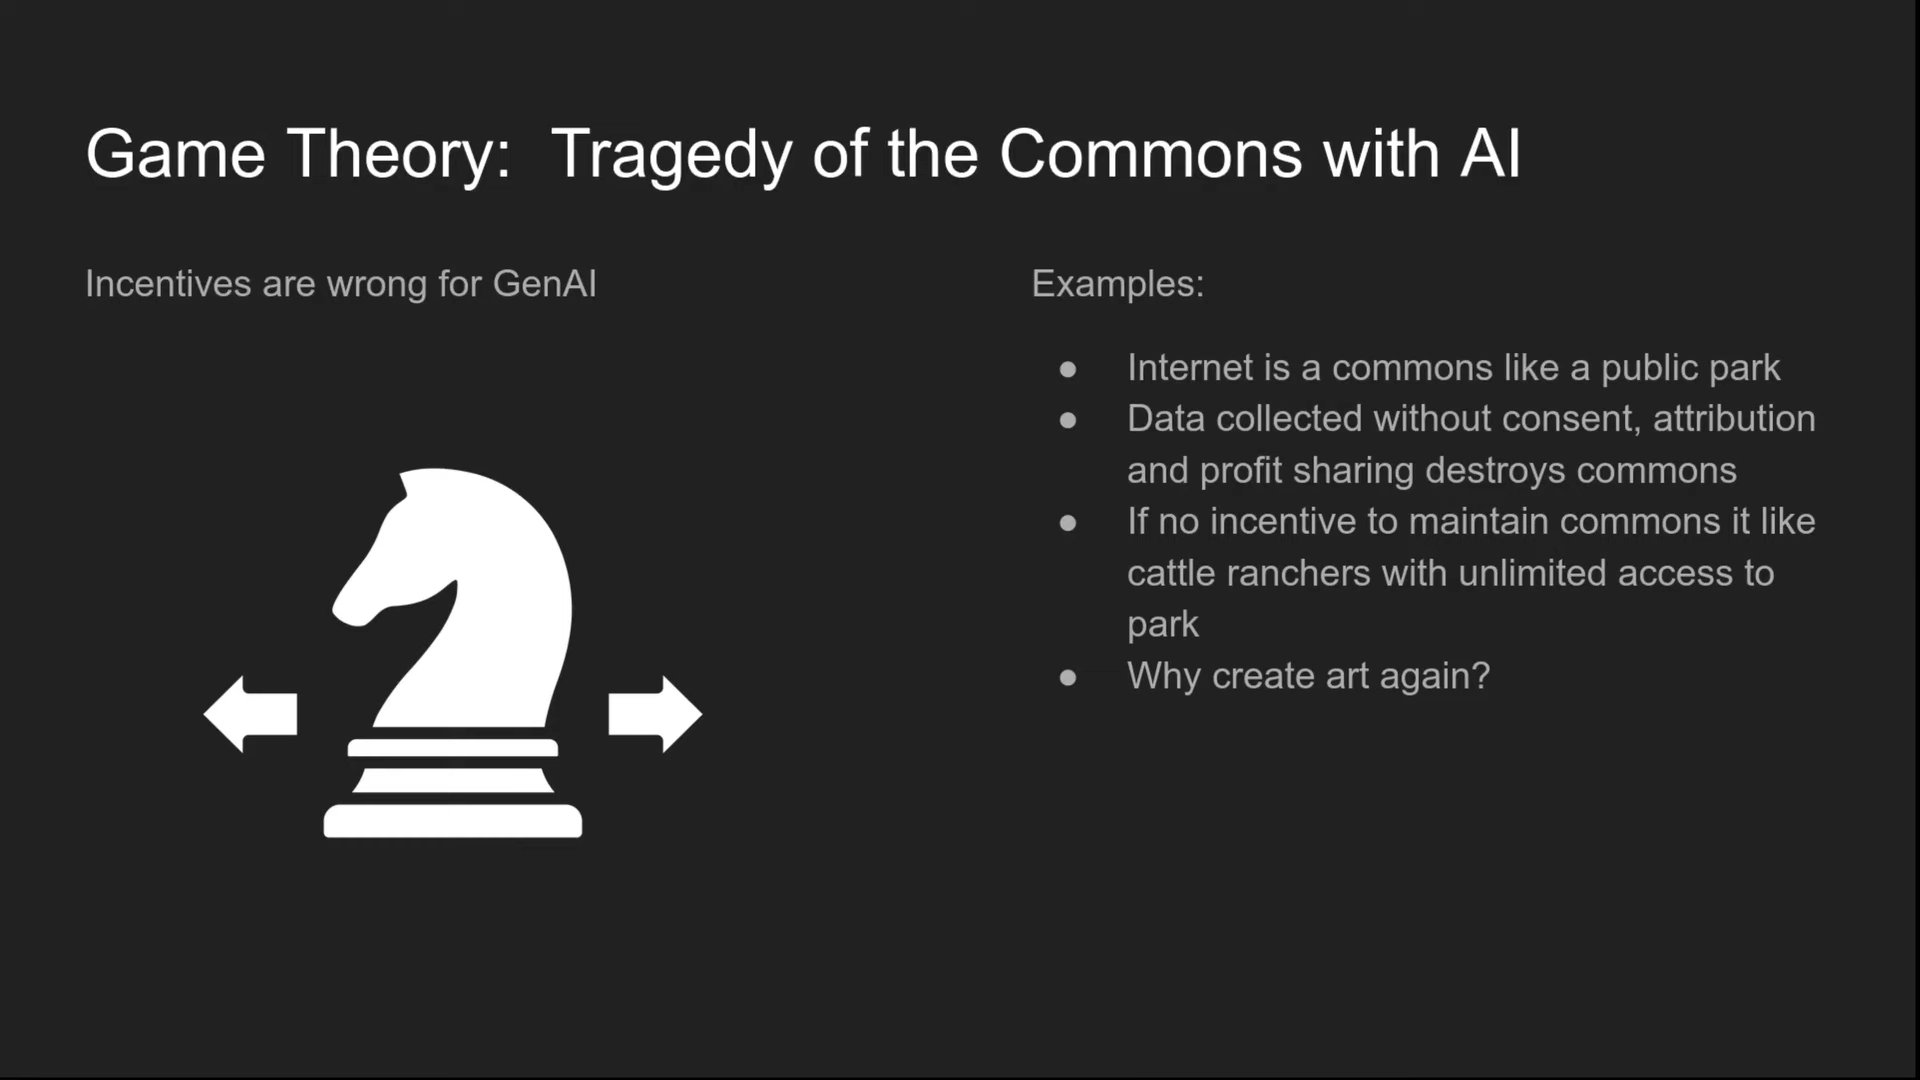 Game Theory:  Tragedy of the Commons with AI
Incentives are wrong for GenAI
Examples:
● Internet is a commons like a public park
● Data collected without consent, attribution
and profit sharing destroys commons
● If no incentive to maintain commons it like
cattle ranchers with unlimited access to
park
● Why create art again?